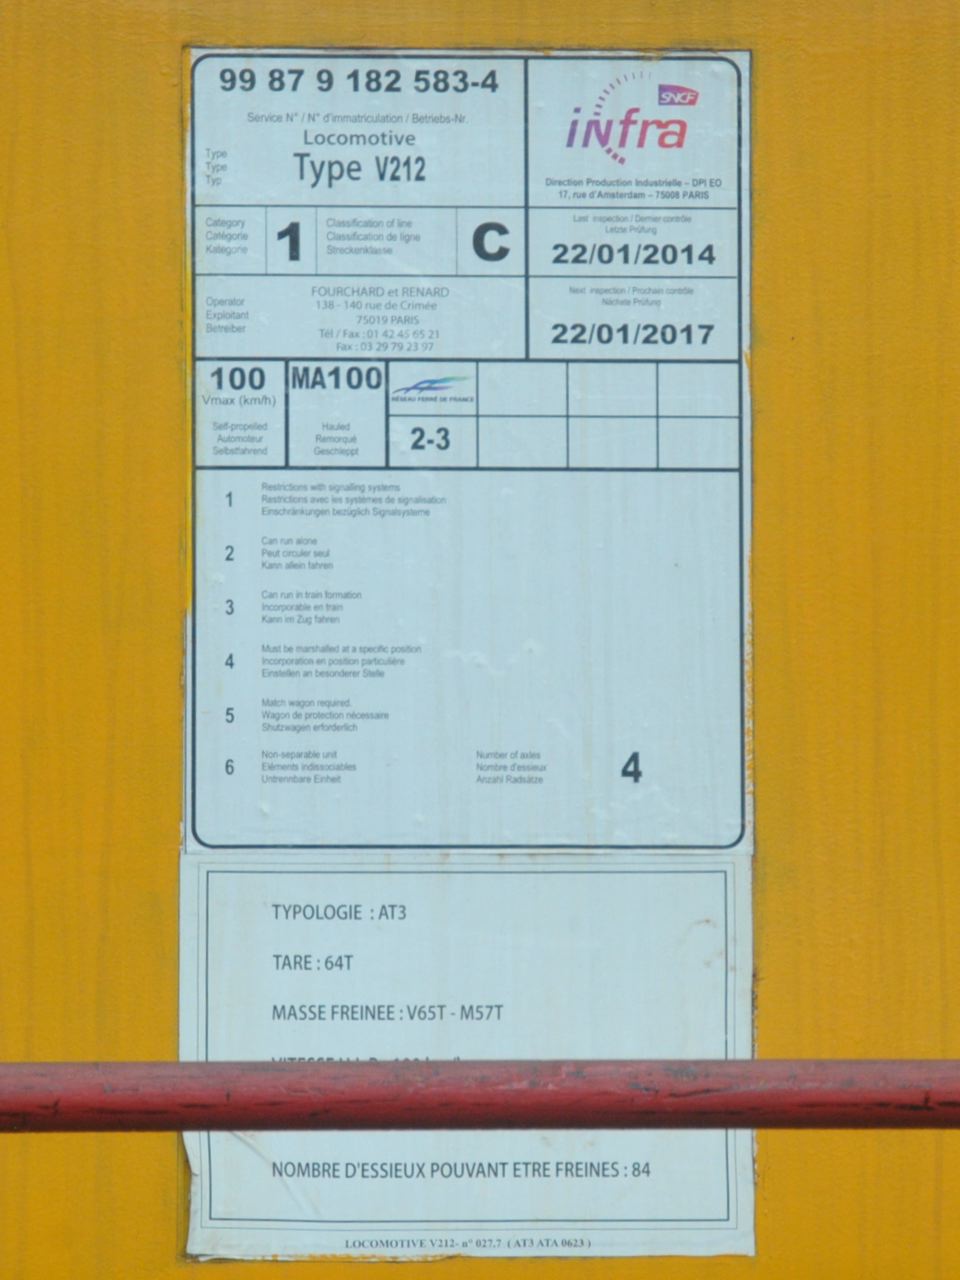 99 87 9 182 583-4
Service N° / N° d'immatriculation / Betriebs-Nr.
Locomotive
Type
Type
Typ
Type V212
SNCF
infra
Direction Production Industrielle – DPI EO
17, rue d'Amsterdam – 75008 PARIS
Category
Catégorie
Kategorie
1
Classification of line
Classification de ligne
Streckenklasse
C
Last inspection / Dernier contrôle
Letzte Prüfung
22/01/2014
Operator
Exploitant
Betreiber
FOURCHARD et RENARD
138 - 140 rue de Crimée
75019 PARIS
Tél / Fax : 01 42 45 65 21
Fax : 03 29 79 23 97
Next inspection / Prochain contrôle
Nächste Prüfung
22/01/2017
100
Vmax (km/h)
Self-propelled
Automoteur
Selbstfahrend
MA100
Hauled
Remorqué
Geschleppt
RÉSEAU FERRÉ DE FRANCE
2-3
1
Restrictions with signalling systems
Restrictions avec les systèmes de signalisation
Einschränkungen bezüglich Signalsysteme
2
Can run alone
Peut circuler seul
Kann allein fahren
3
Can run in train formation
Incorporable en train
Kann im Zug fahren
4
Must be marshalled at a specific position
Incorporation en position particulière
Einstellen an besonderer Stelle
5
Match wagon required.
Wagon de protection nécessaire
Shutzwagen erforderlich
6
Non-separable unit
Eléments indissociables
Untrennbare Einheit
Number of axles
Nombre d'essieux
Anzahl Radsätze
4
TYPOLOGIE : AT3
TARE : 64T
MASSE FREINEE : V65T - M57T
NOMBRE D'ESSIEUX POUVANT ETRE FREINES : 84
LOCOMOTIVE V212- n° 027.7 ( AT3 ATA 0623 )